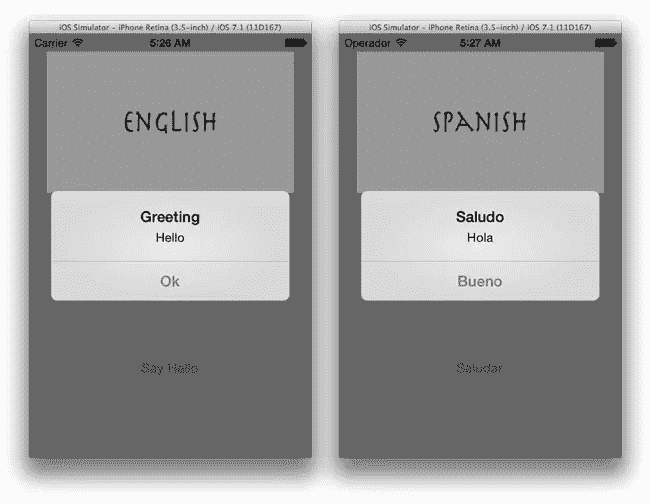 iOS Simulator - iPhone Retina (3.5-inch) / iOS 7.1 (11D167)
Carrier 5:26 AM
ENGLISH
Greeting
Hello
Ok
Say Hello
iOS Simulator - iPhone Retina (3.5-inch) / iOS 7.1 (11D167)
Operador 5:27 AM
SPANISH
Saludo
Hola
Bueno
Saludar